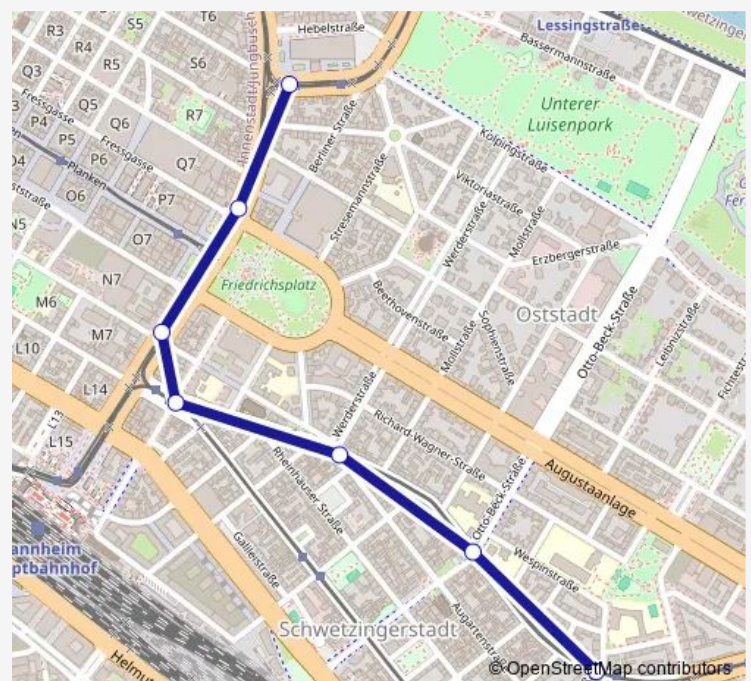 T6
R3
S5
R4
Hebelstraße
Lessingstraße
Bassermannstraße
Q3
R5
S6
Innenstadt/Jungbusch
Unterer
Luisenpark
Fressgasse
Q5
R7
P4
Q6
P5
P6
Fressgasse
Q7
Berliner Straße
Kolpingstraße
Planken
O6
P7
Viktoriastraße
Stresemannstraße
Werderstraße
Mollstraße
N5
O7
Erzbergerstraße
N7
Friedrichsplatz
Beethovenstraße
Otto-Beck-Straße
M6
Oststadt
Sophienstraße
Leibnizstraße
M7
L10
Mollstraße
L14
Werderstraße
L13
L15
Richard-Wagner-Straße
Rheinhäuser Straße
Otto-Beck-Straße
Augustaanlage
Galileistraße
Wespinstraße
annheim
ptbahnhof
Augartenstraße
Schwetzingerstadt
© OpenStreetMap contributors